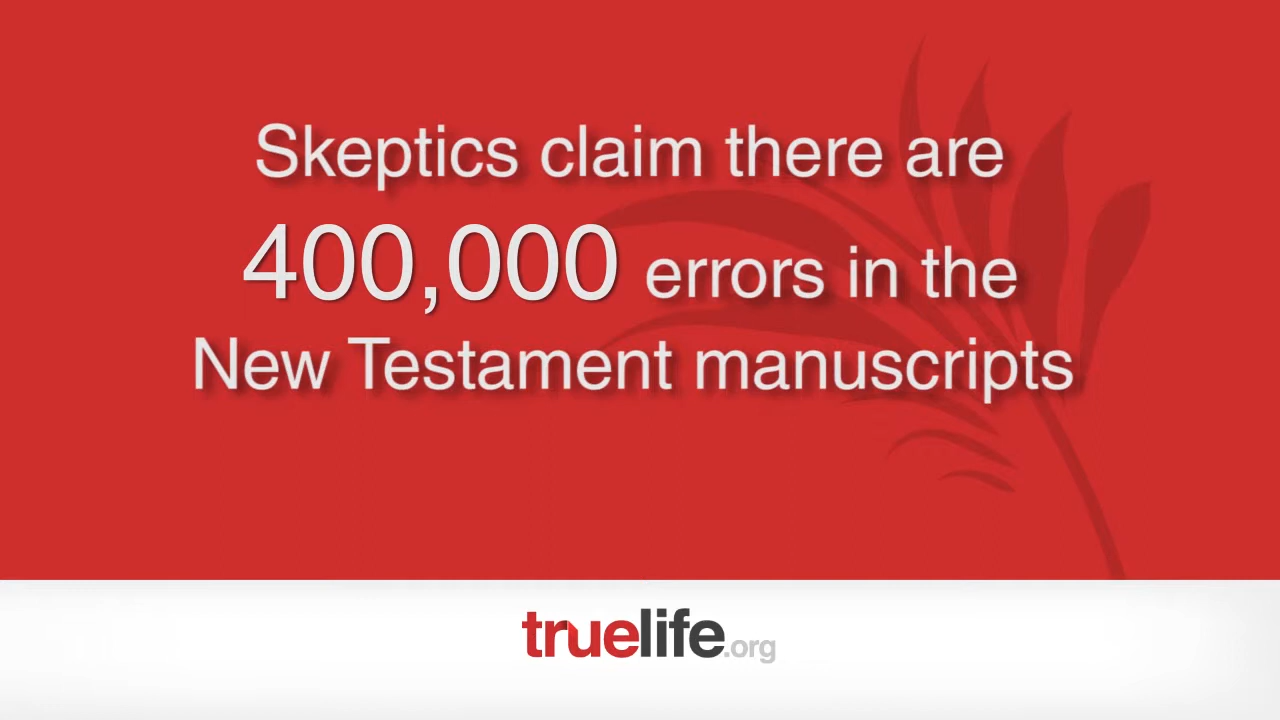 Skeptics claim there are
400,000 errors in the
New Testament manuscripts
truelife.org